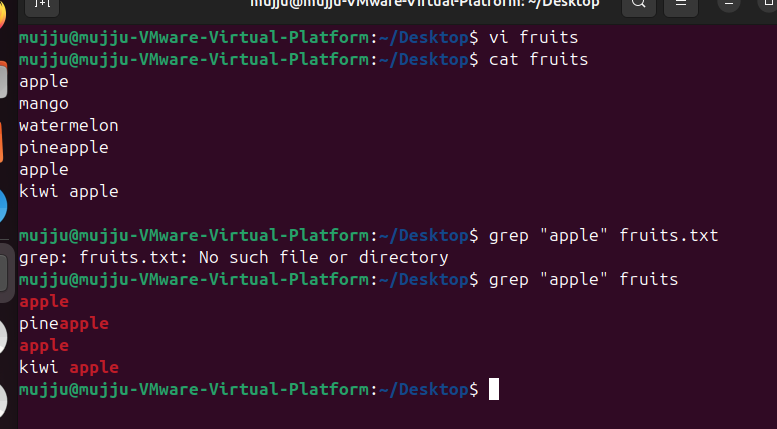 mujju@mujju-VMware-Virtual-Platform: ~/Desktop
mujju@mujju-VMware-Virtual-Platform:~/Desktop$ vi fruits
mujju@mujju-VMware-Virtual-Platform:~/Desktop$ cat fruits
apple
mango
watermelon
pineapple
apple
kiwi apple
mujju@mujju-VMware-Virtual-Platform:~/Desktop$ grep "apple" fruits.txt
grep: fruits.txt: No such file or directory
mujju@mujju-VMware-Virtual-Platform:~/Desktop$ grep "apple" fruits
apple
pineapple
apple
kiwi apple
mujju@mujju-VMware-Virtual-Platform:~/Desktop$